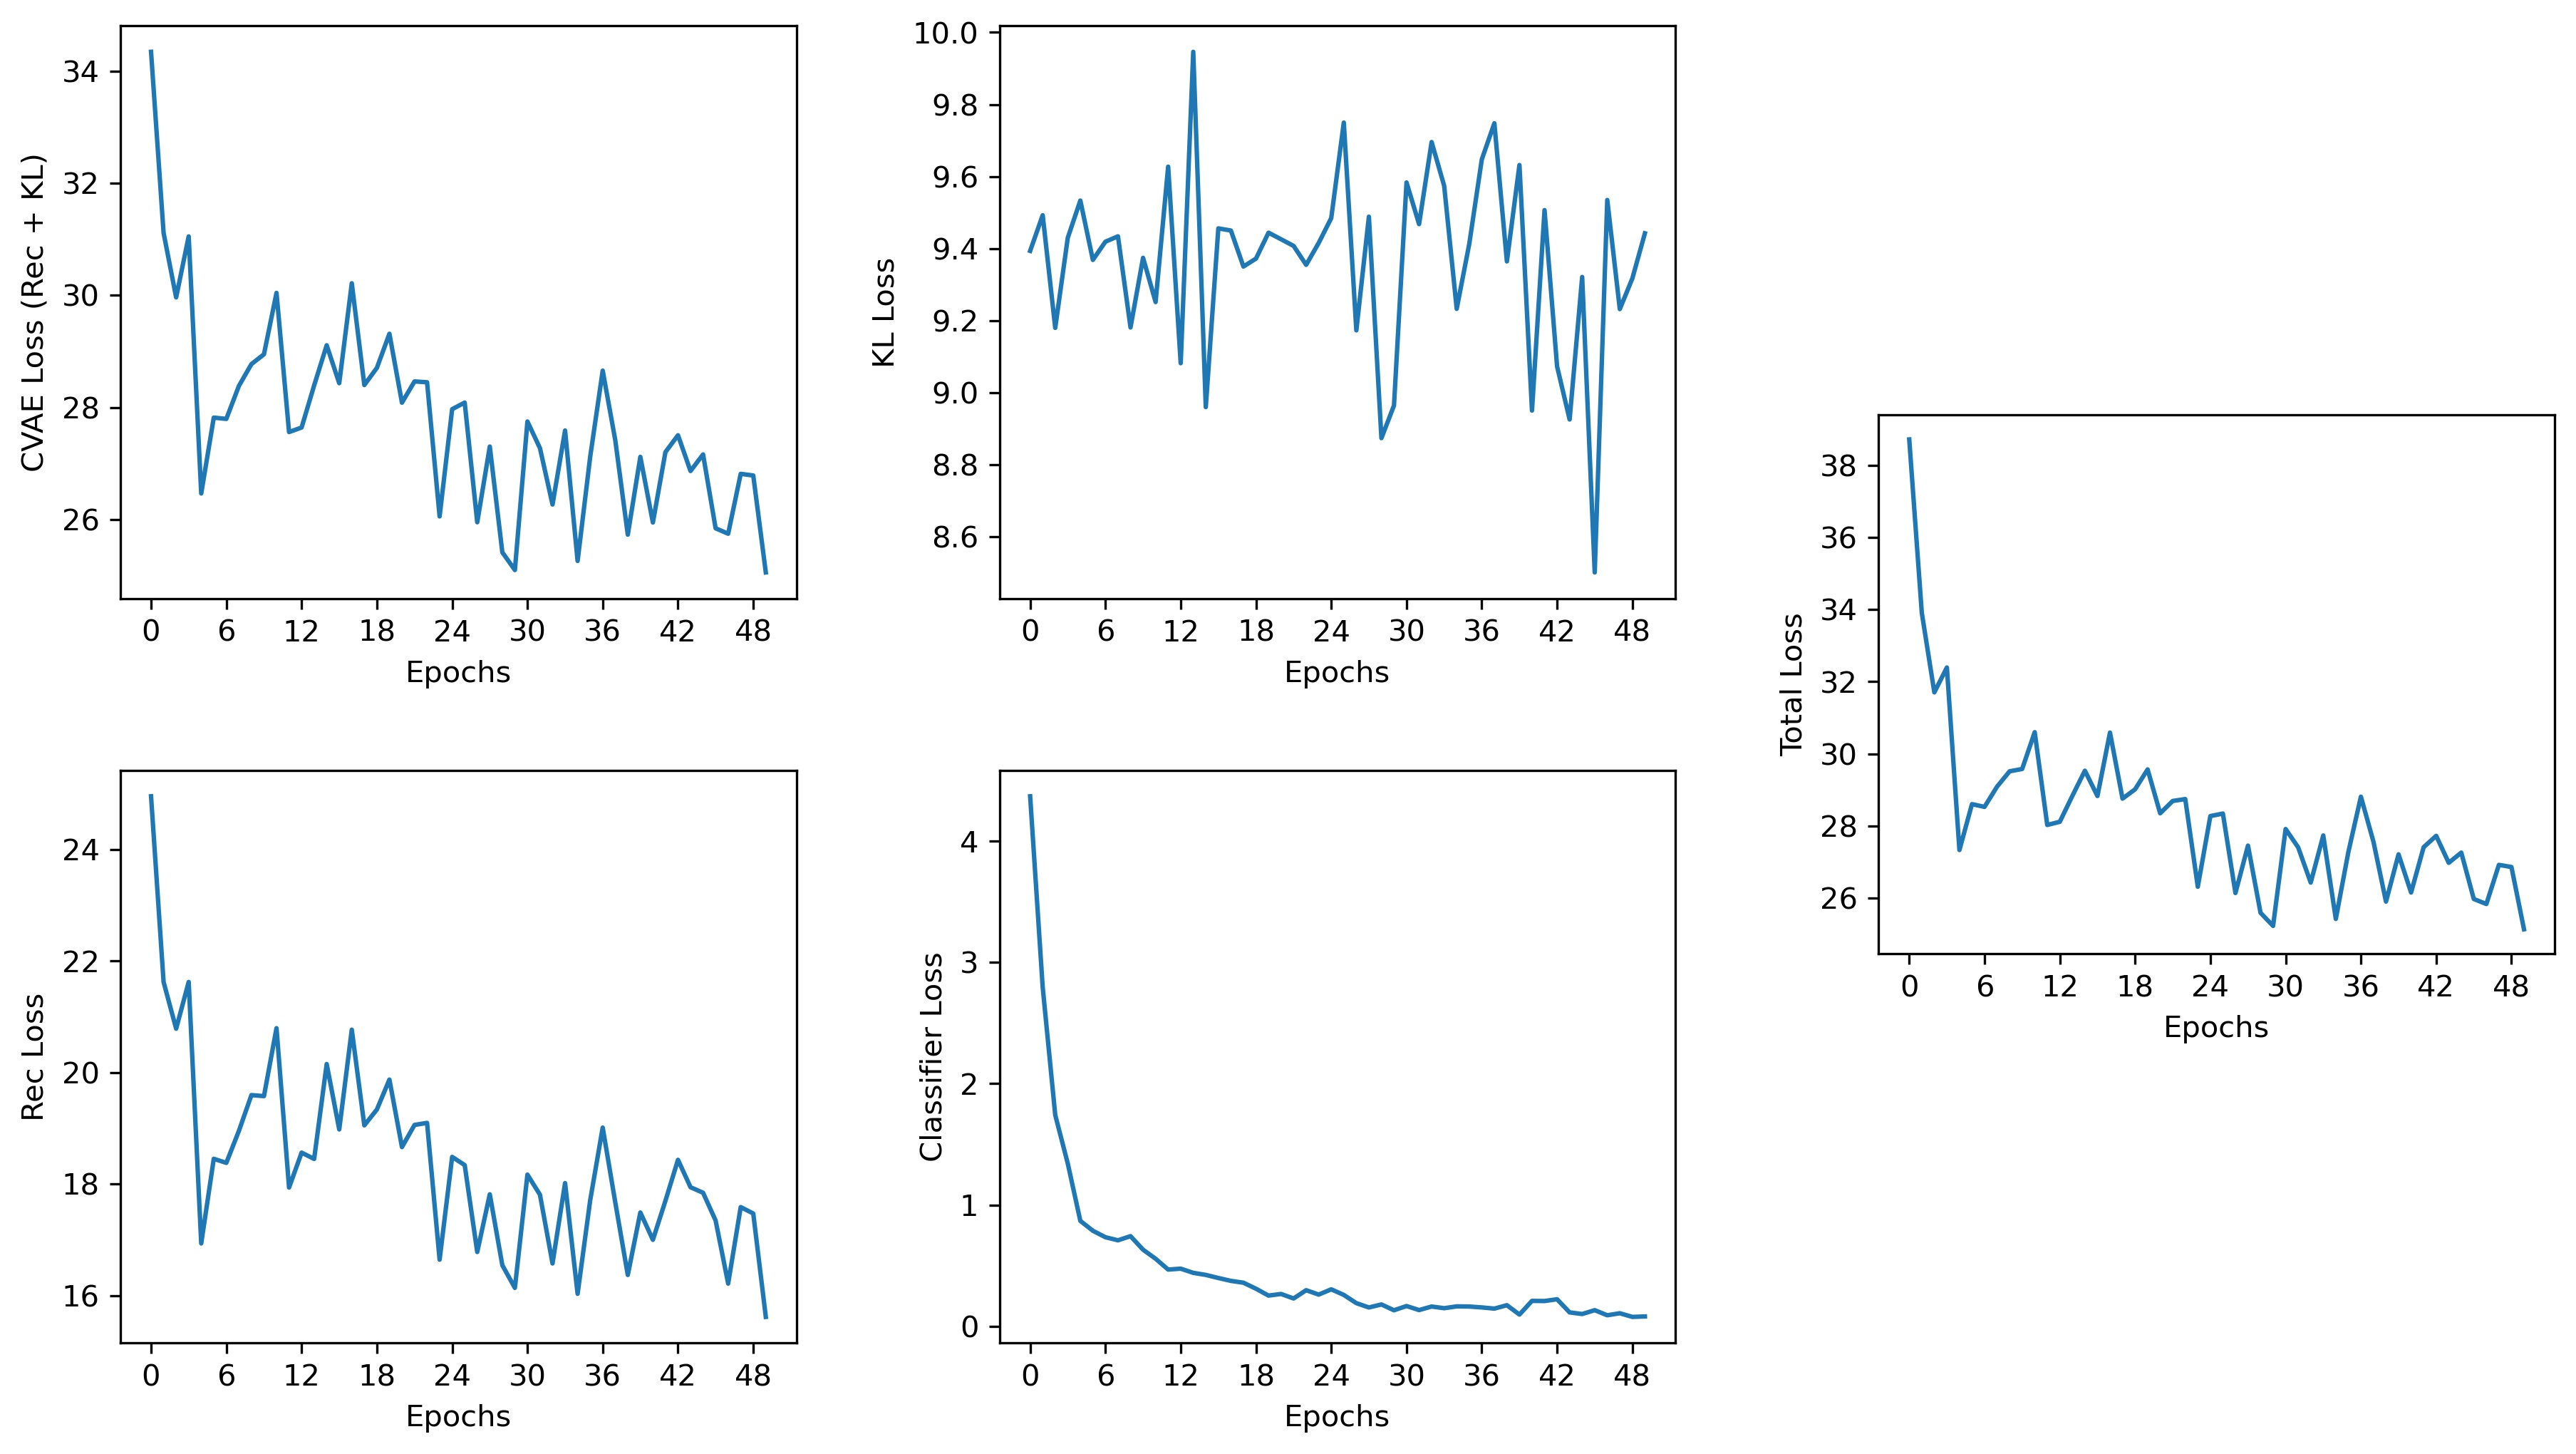 CVAE Loss (Rec + KL)
34
32
30
28
26
0 6 12 18 24 30 36 42 48
Epochs
KL Loss
10.0
9.8
9.6
9.4
9.2
9.0
8.8
8.6
0 6 12 18 24 30 36 42 48
Epochs
Rec Loss
24
22
20
18
16
0 6 12 18 24 30 36 42 48
Epochs
Classifier Loss
4
3
2
1
0
0 6 12 18 24 30 36 42 48
Epochs
Total Loss
38
36
34
32
30
28
26
0 6 12 18 24 30 36 42 48
Epochs